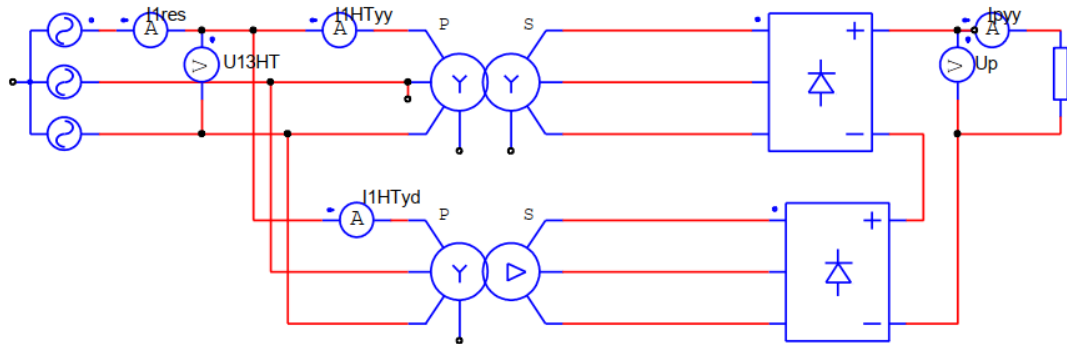 I1res
I1HTyy
P
S
Ipyy
A
A
A
U13HT
V
Y
Y
+
V
Up
−
I1HTyd
P
S
A
Y
+
−